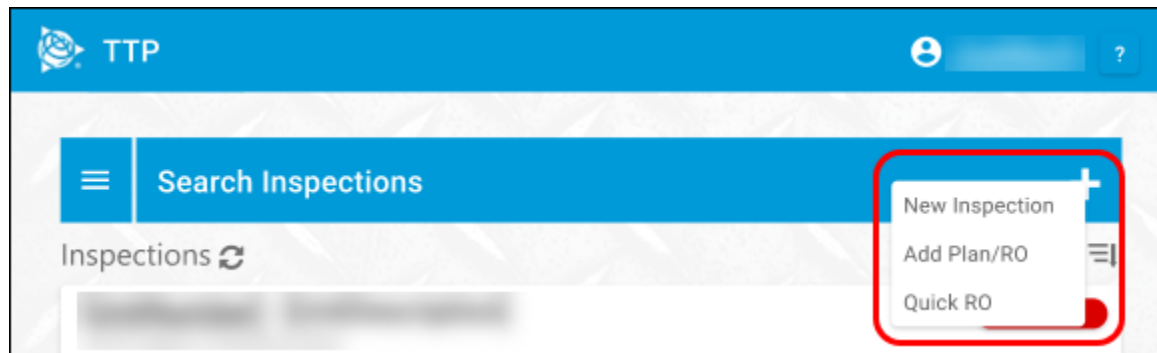 TTP
?
Search Inspections
Inspections
New Inspection
Add Plan/RO
Quick RO